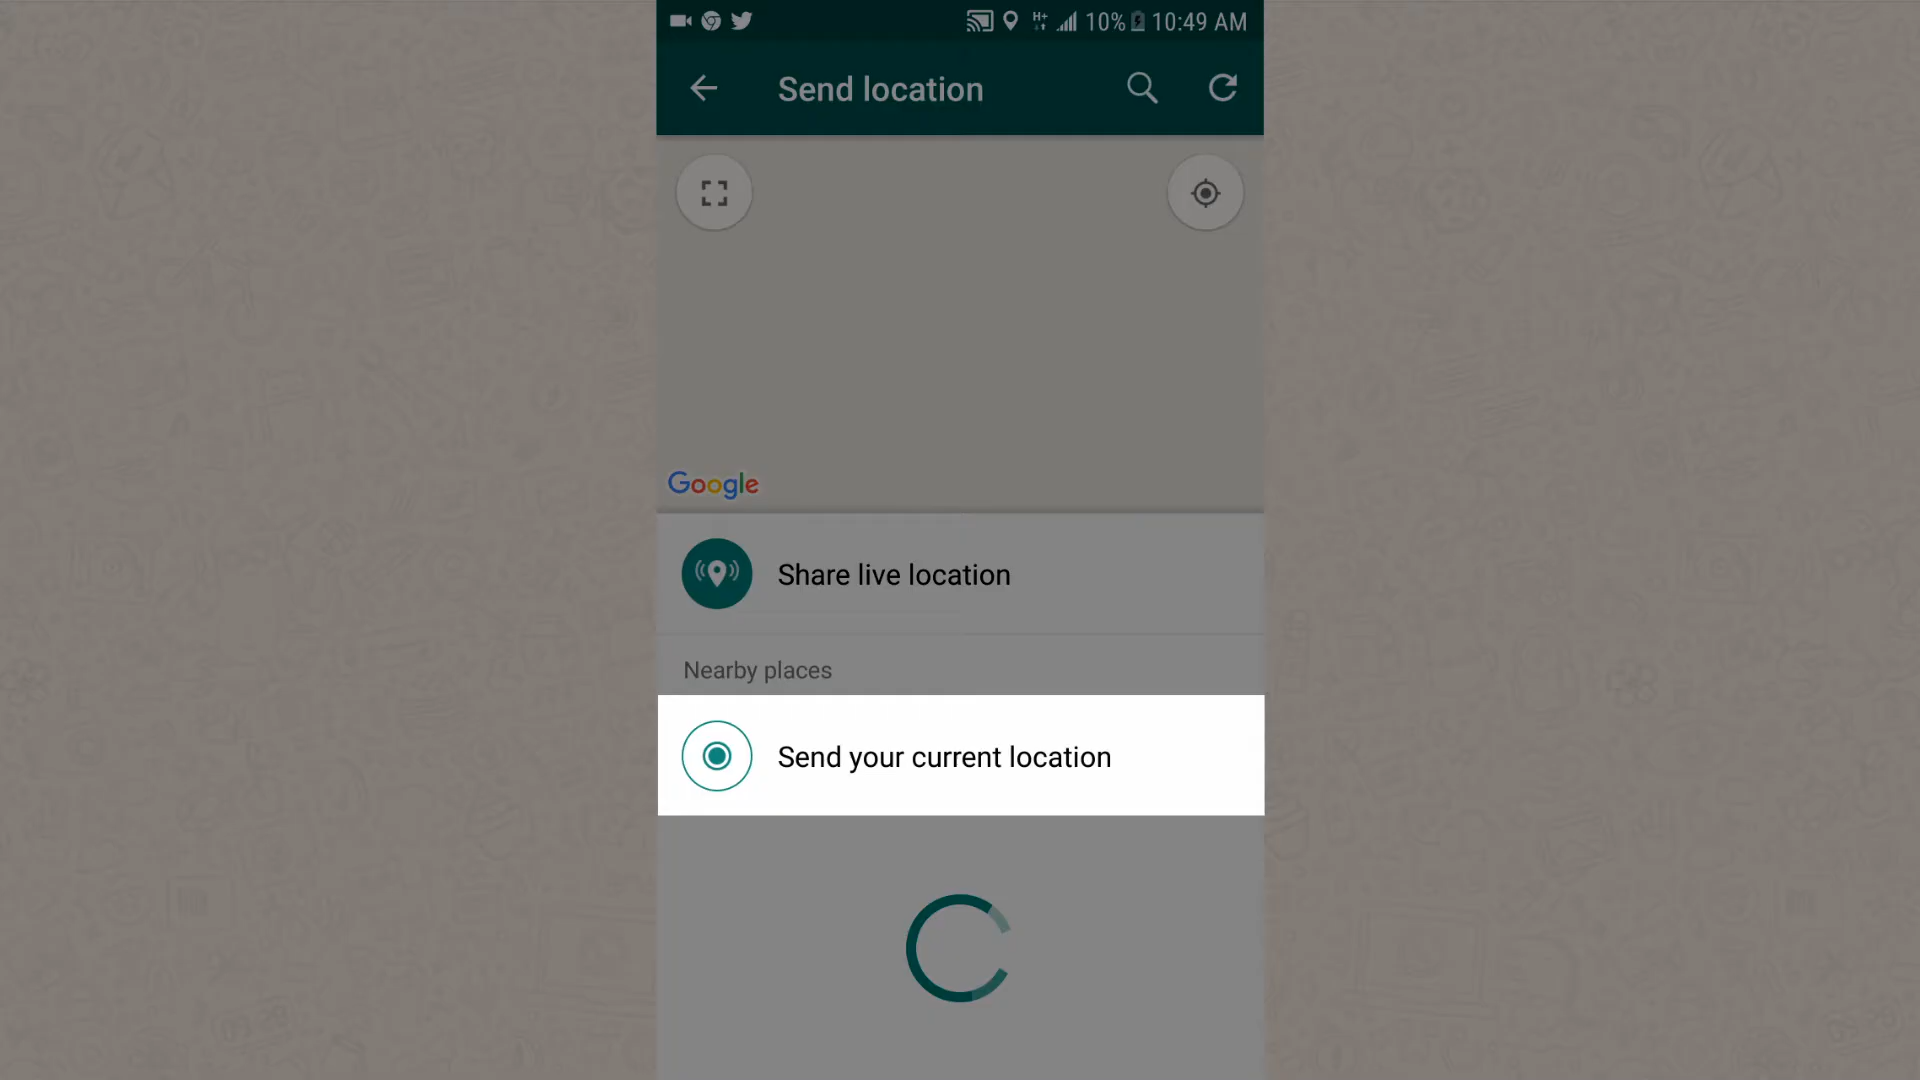 10% 10:49 AM
Send location
Google
Share live location
Nearby places
Send your current location